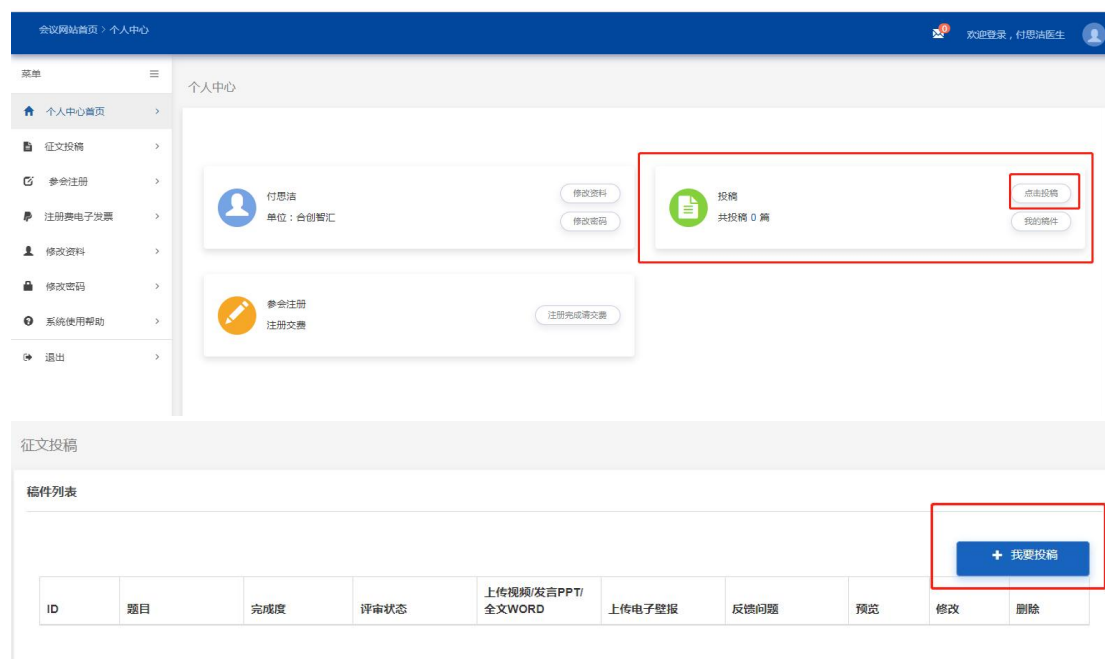 会议网站首页 > 个人中心
0
欢迎登录，付思洁医生
菜单
个人中心首页
征文投稿
参会注册
注册费电子发票
修改资料
修改密码
系统使用帮助
退出
个人中心
付思洁
单位：合创智汇
修改资料
修改密码
投稿
共投稿 0 篇
点击投稿
我的稿件
参会注册
注册交费
注册完成请交费
征文投稿
稿件列表
+ 我要投稿
ID 题目 完成度 评审状态 上传视频/发言PPT/
全文WORD 上传电子壁报 反馈问题 预览 修改 删除